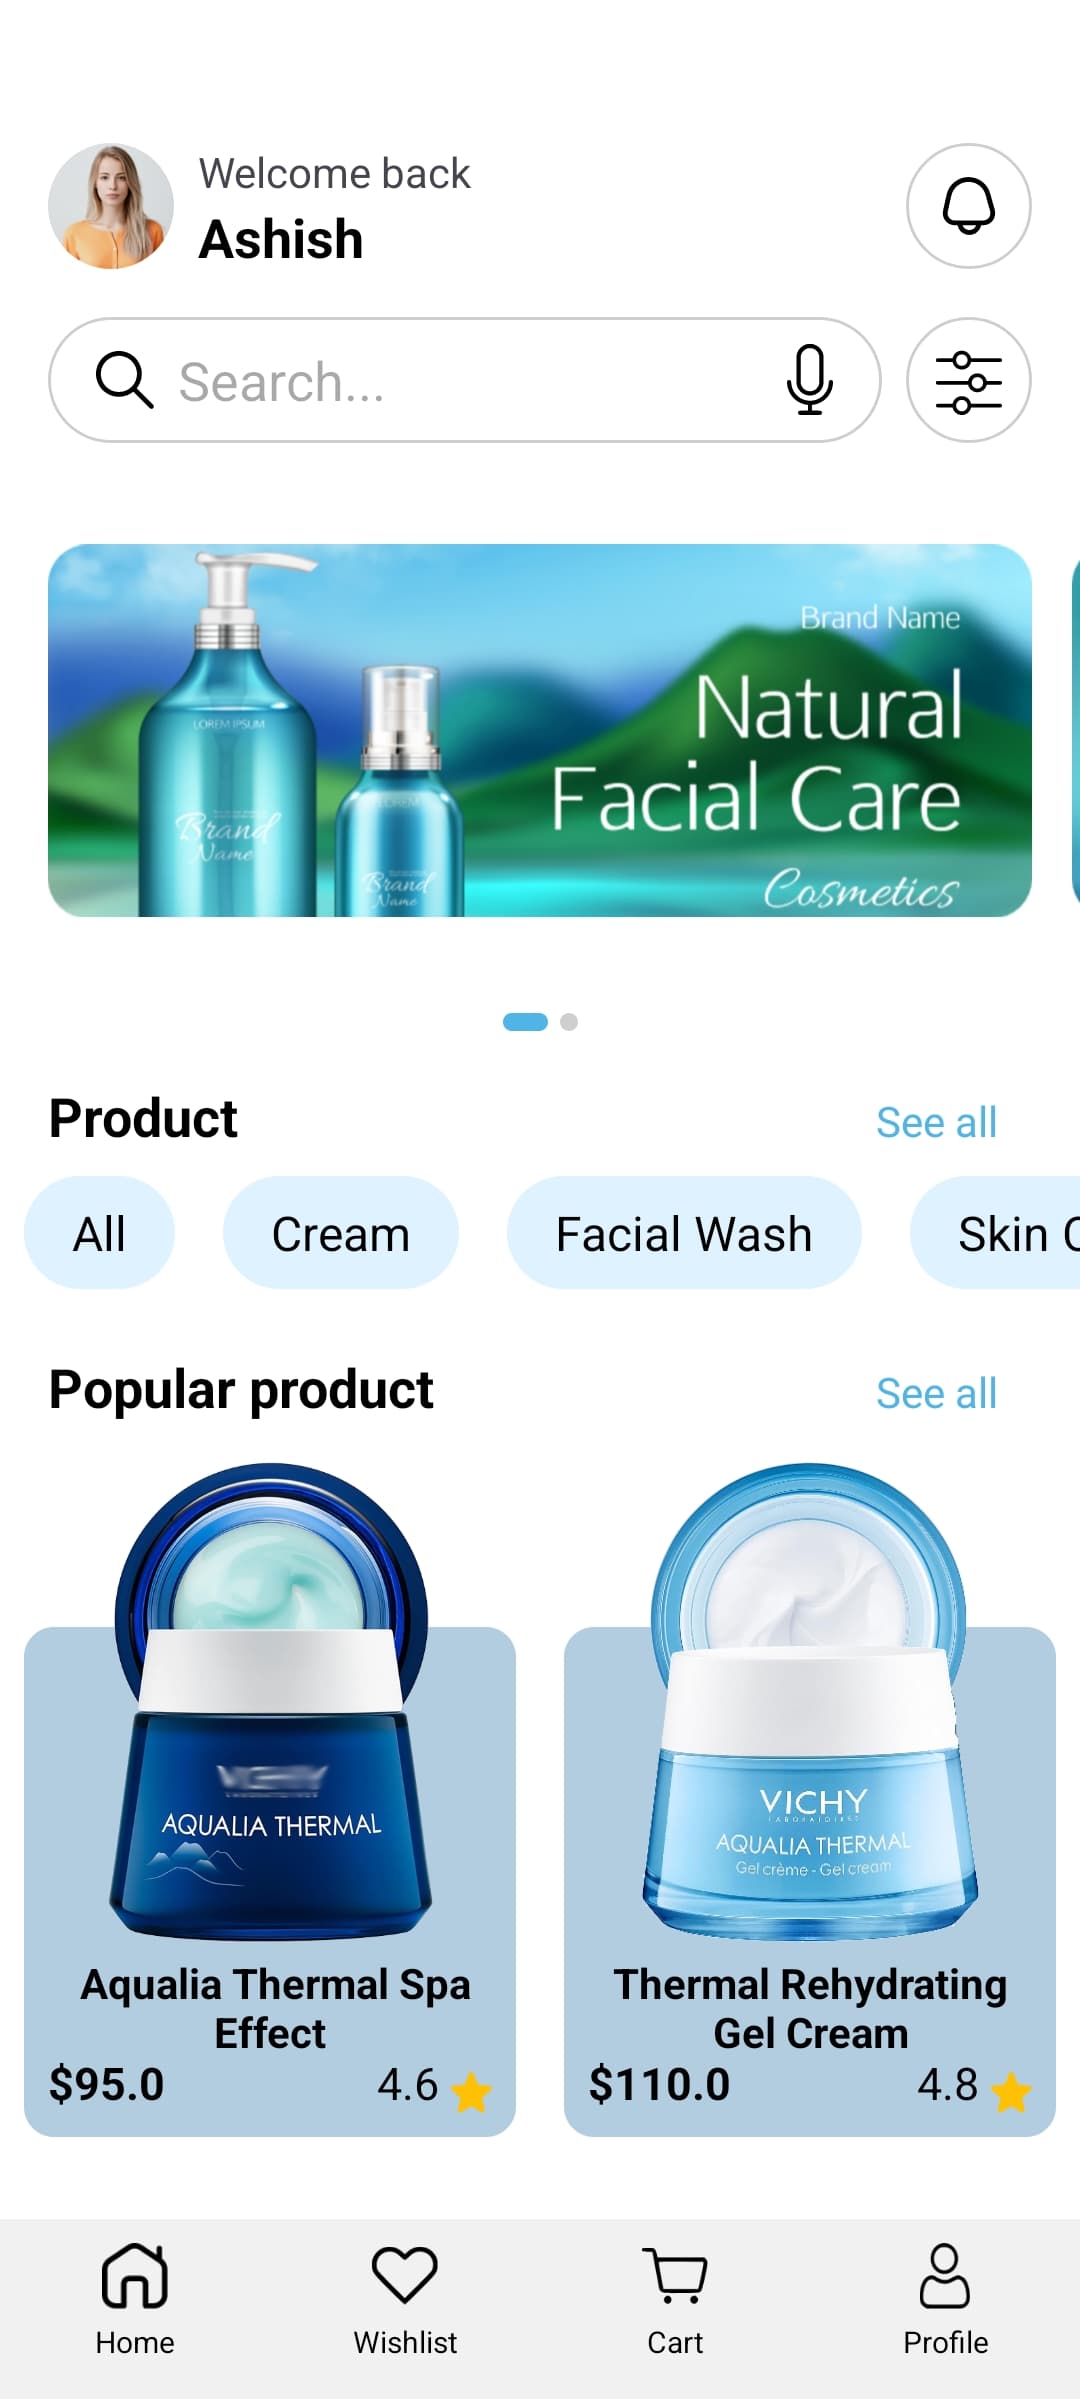 Welcome back
Ashish
Search...
Brand Name
Natural
Facial Care
Cosmetics
LOREM IPSUM
Brand
Name
LOREM
Brand
Name
Product
See all
All
Cream
Facial Wash
Skin
Popular product
See all
AQUALIA THERMAL
VICHY
LABORATOIRES
AQUALIA THERMAL
Gel crème - Gel cream
Aqualia Thermal Spa
Effect
$95.0
4.6
Thermal Rehydrating
Gel Cream
$110.0
4.8
Home
Wishlist
Cart
Profile